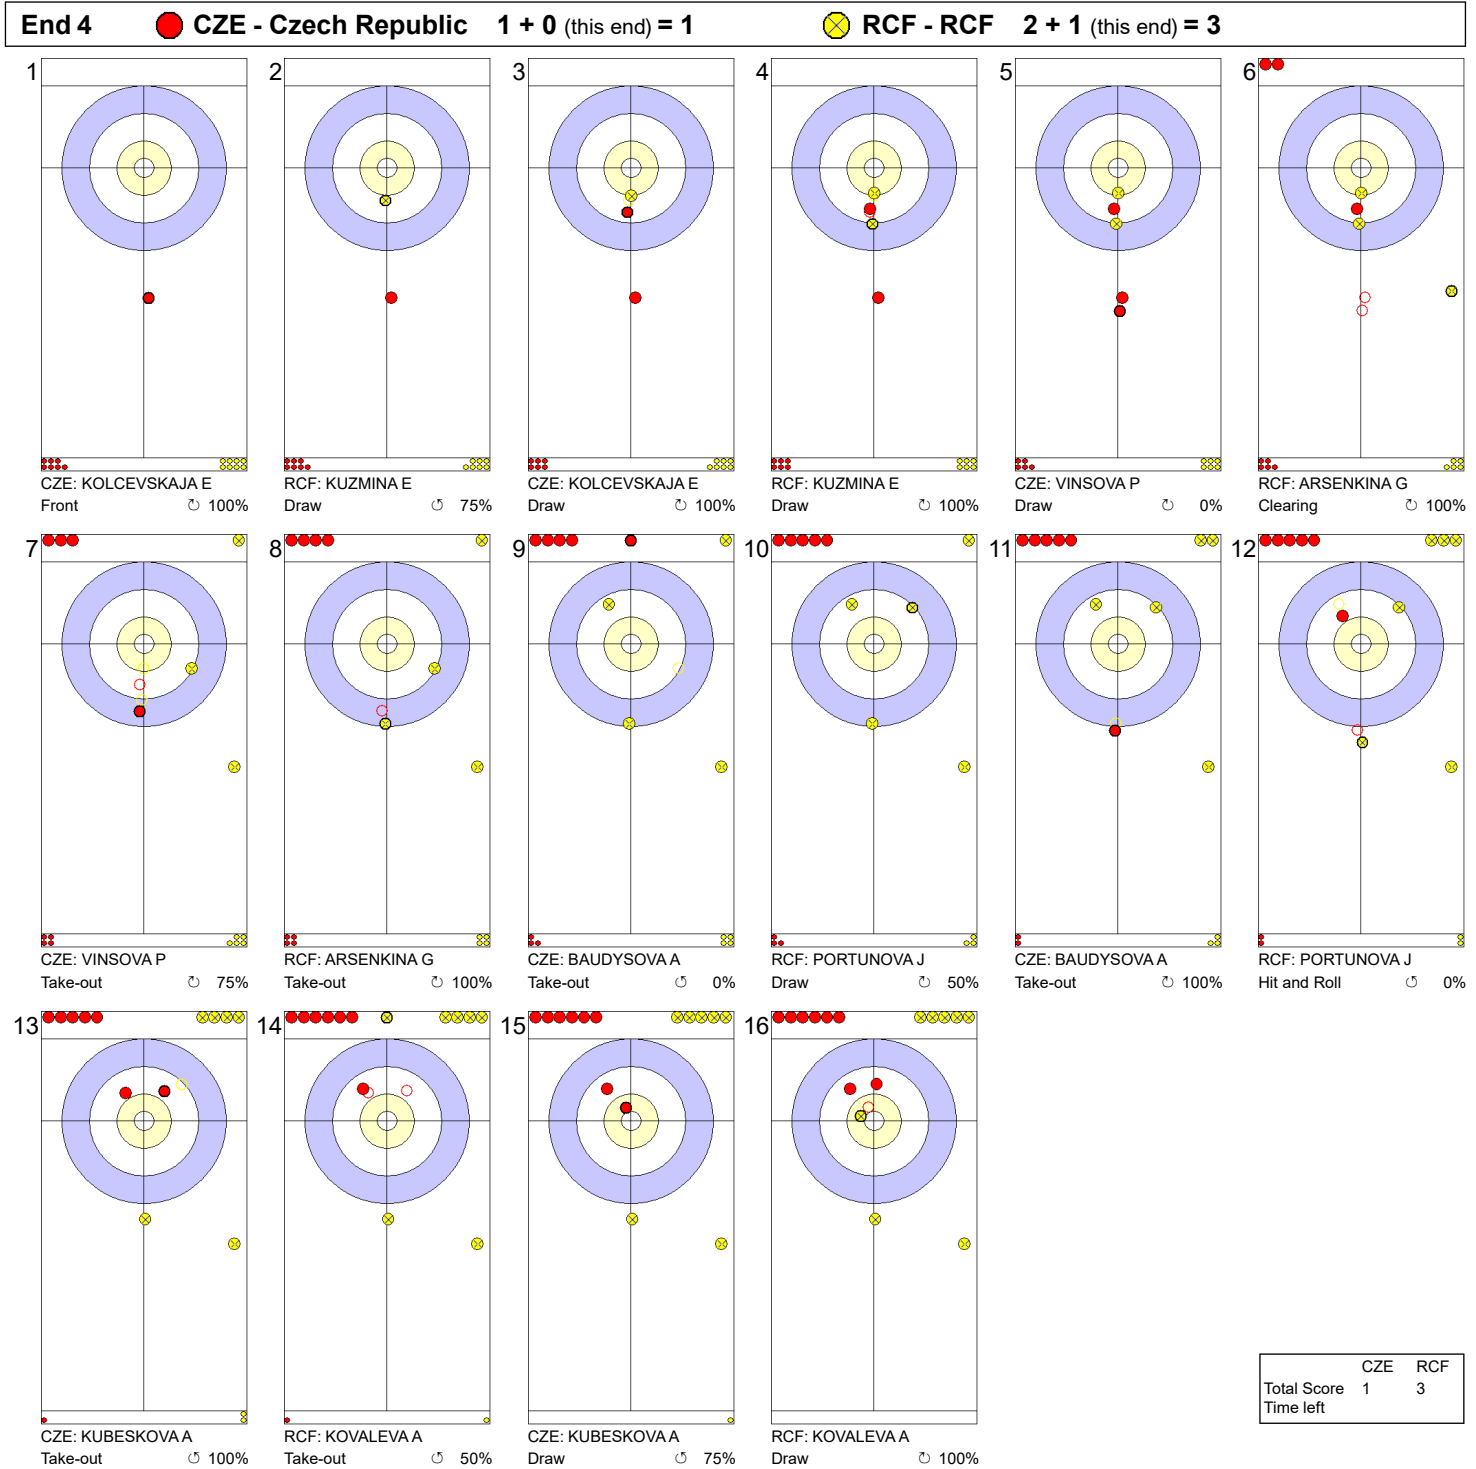 End 4 CZE - Czech Republic 1 + 0 (this end) = 1 RCF - RCF 2 + 1 (this end) = 3
1 2 3 4 5 6
CZE: KOLCEVSKAJA E RCF: KUZMINA E CZE: KOLCEVSKAJA E RCF: KUZMINA E CZE: VINSOVA P RCF: ARSENKINA G
Front ↻ 100% Draw ↺ 75% Draw ↻ 100% Draw ↻ 100% Draw ↻ 0% Clearing ↻ 100%
7 8 9 10 11 12
CZE: VINSOVA P RCF: ARSENKINA G CZE: BAUDYSOVA A RCF: PORTUNOVA J CZE: BAUDYSOVA A RCF: PORTUNOVA J
Take-out ↻ 75% Take-out ↻ 100% Take-out ↺ 0% Draw ↻ 50% Take-out ↻ 100% Hit and Roll ↺ 0%
13 14 15 16
CZE: KUBESKOVA A RCF: KOVALEVA A CZE: KUBESKOVA A RCF: KOVALEVA A
Take-out ↺ 100% Take-out ↺ 50% Draw ↺ 75% Draw ↻ 100%
CZE RCF
Total Score 1 3
Time left